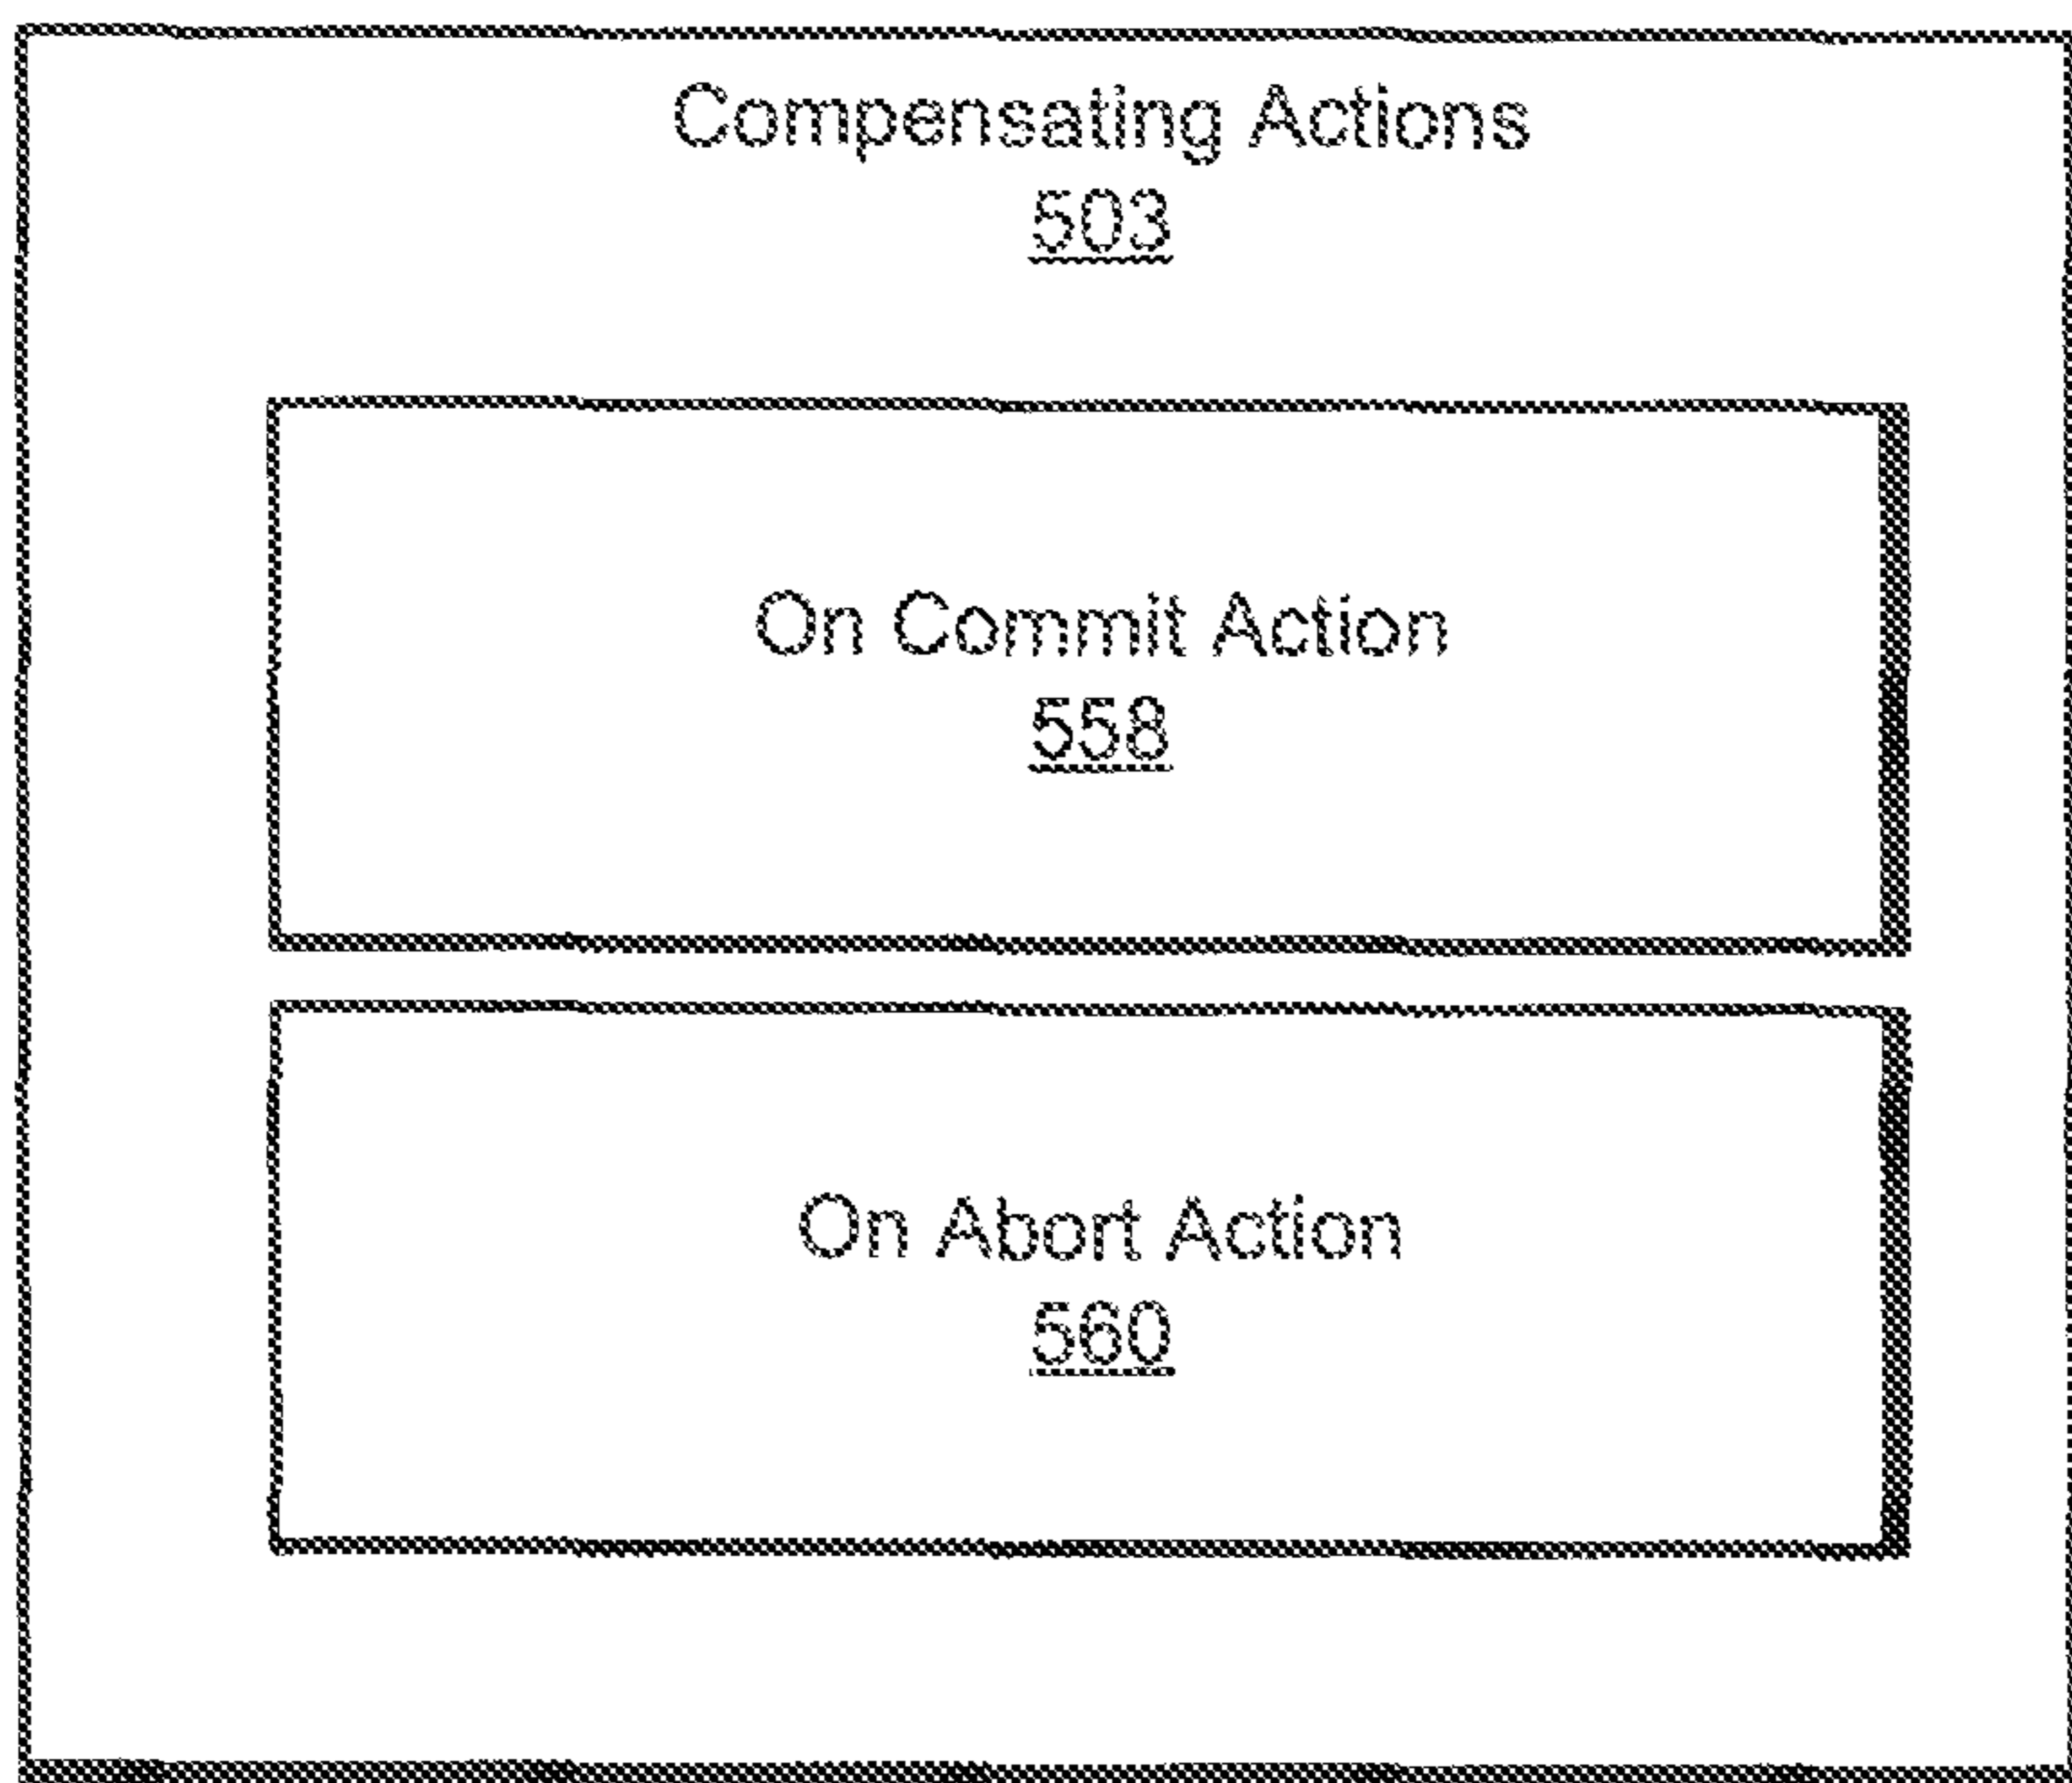 Compensating Actions
503
On Commit Action
558
On Abort Action
560